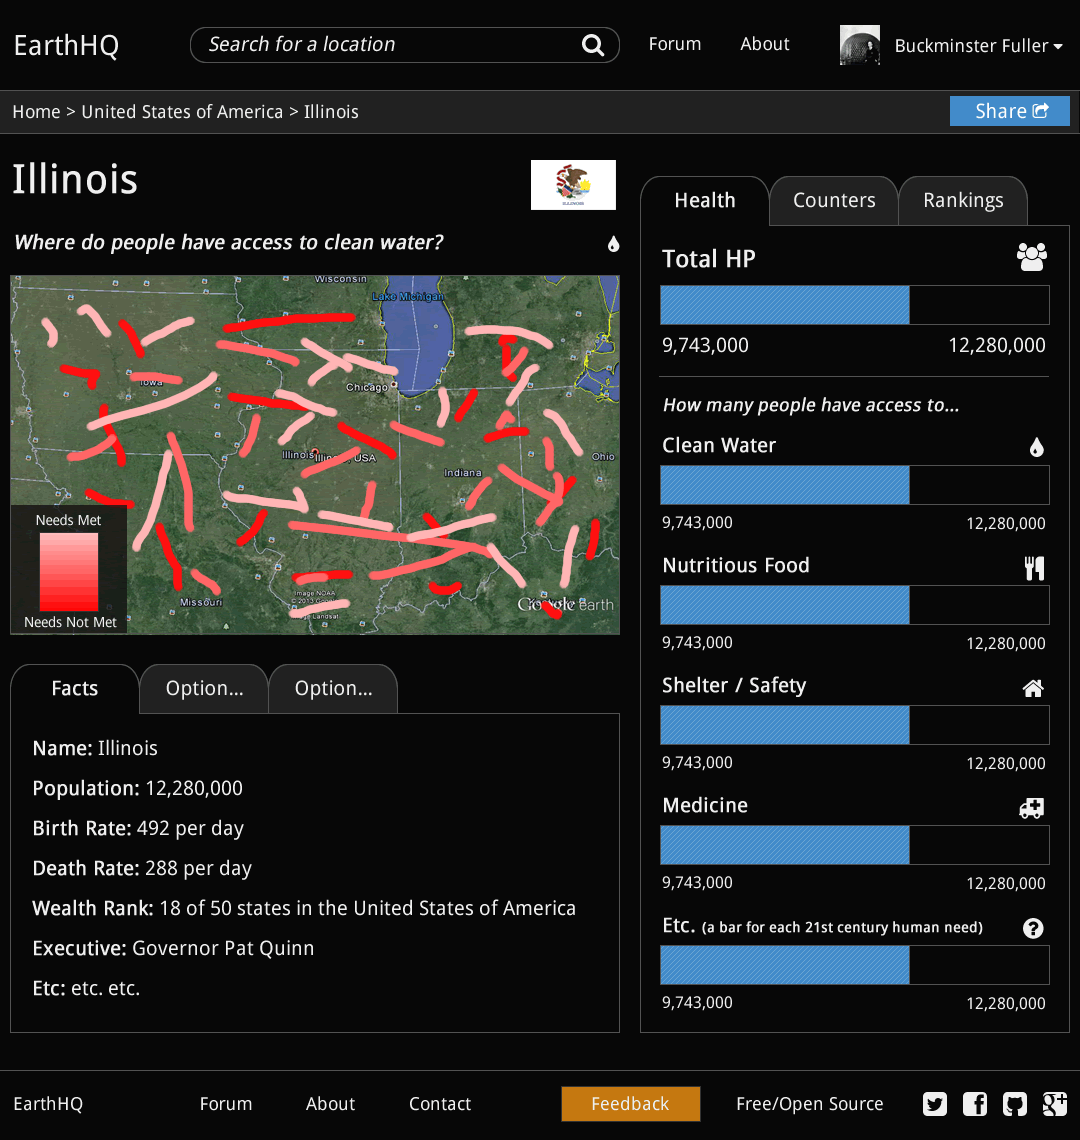 EarthHQ
Search for a location
Forum
About
Buckminster Fuller
Home > United States of America > Illinois
Share
Illinois
ILLINOIS
Where do people have access to clean water?
Wisconsin
Lake Michigan
Iowa
Chicago
Illinois
Illinois, USA
Ohio
Indiana
Missouri
Image NOAA
© 2013 Google
Image Landsat
Google earth
Needs Met
Needs Not Met
Facts
Option...
Option...
Name: Illinois
Population: 12,280,000
Birth Rate: 492 per day
Death Rate: 288 per day
Wealth Rank: 18 of 50 states in the United States of America
Executive: Governor Pat Quinn
Etc: etc. etc.
Health
Counters
Rankings
Total HP
9,743,000
12,280,000
How many people have access to...
Clean Water
9,743,000
12,280,000
Nutritious Food
9,743,000
12,280,000
Shelter / Safety
9,743,000
12,280,000
Medicine
9,743,000
12,280,000
Etc. (a bar for each 21st century human need)
9,743,000
12,280,000
EarthHQ
Forum
About
Contact
Feedback
Free/Open Source